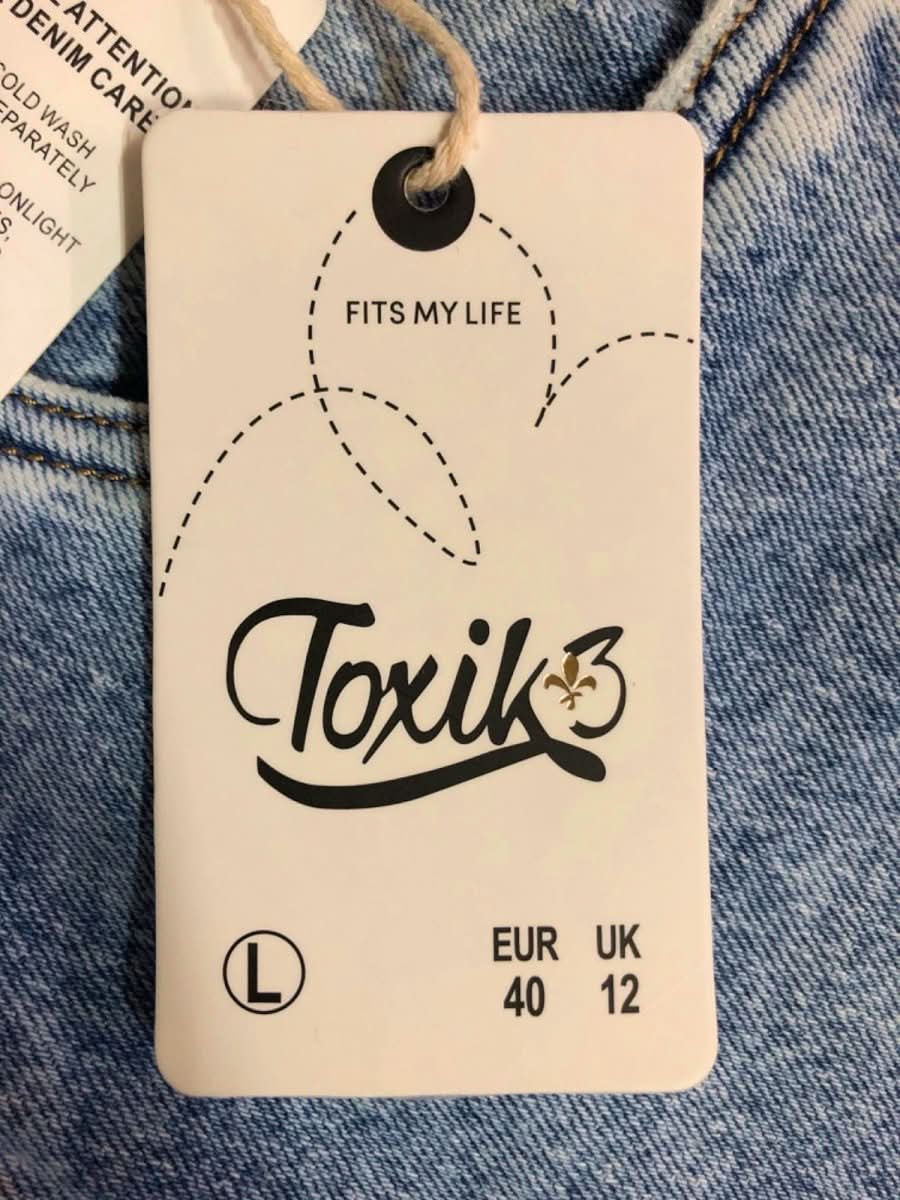 ATTENTION
DENIM CARE
COLD WASH
SEPARATELY
FITS MY LIFE
Toxik3
L
EUR UK
40 12